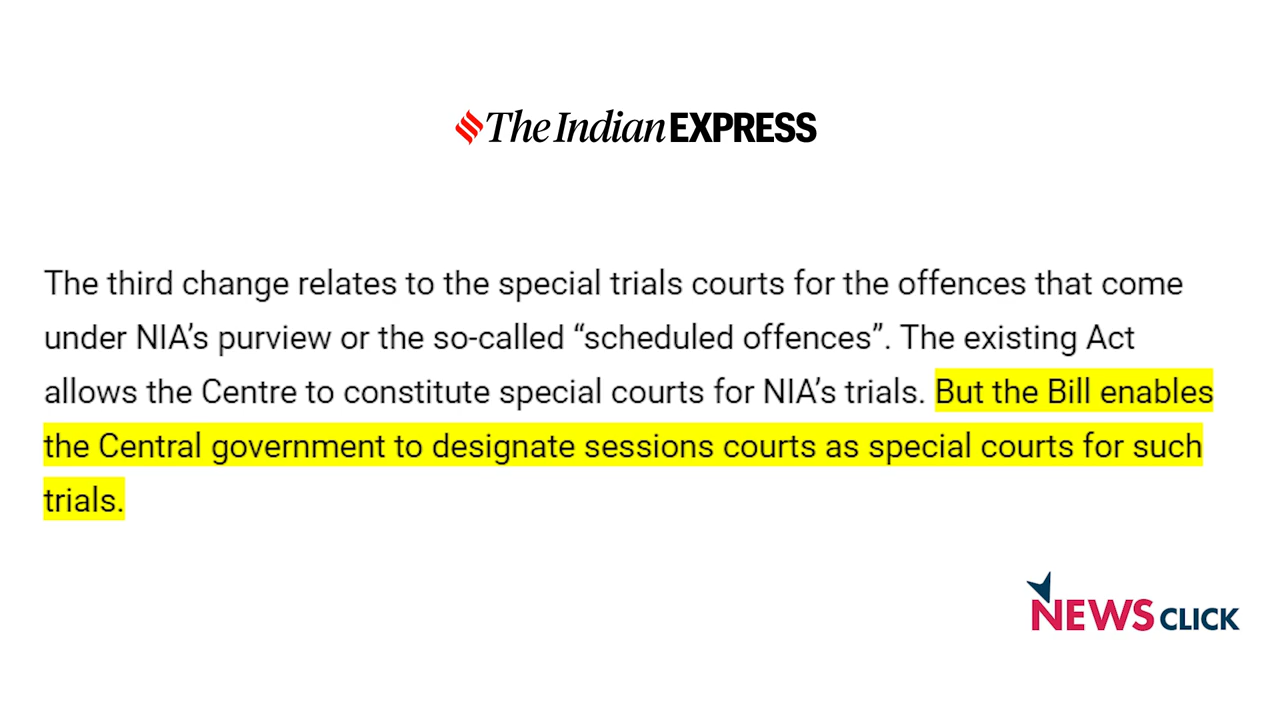 The Indian EXPRESS
The third change relates to the special trials courts for the offences that come
under NIA’s purview or the so-called “scheduled offences”. The existing Act
allows the Centre to constitute special courts for NIA’s trials. But the Bill enables
the Central government to designate sessions courts as special courts for such
trials.
NEWS CLICK